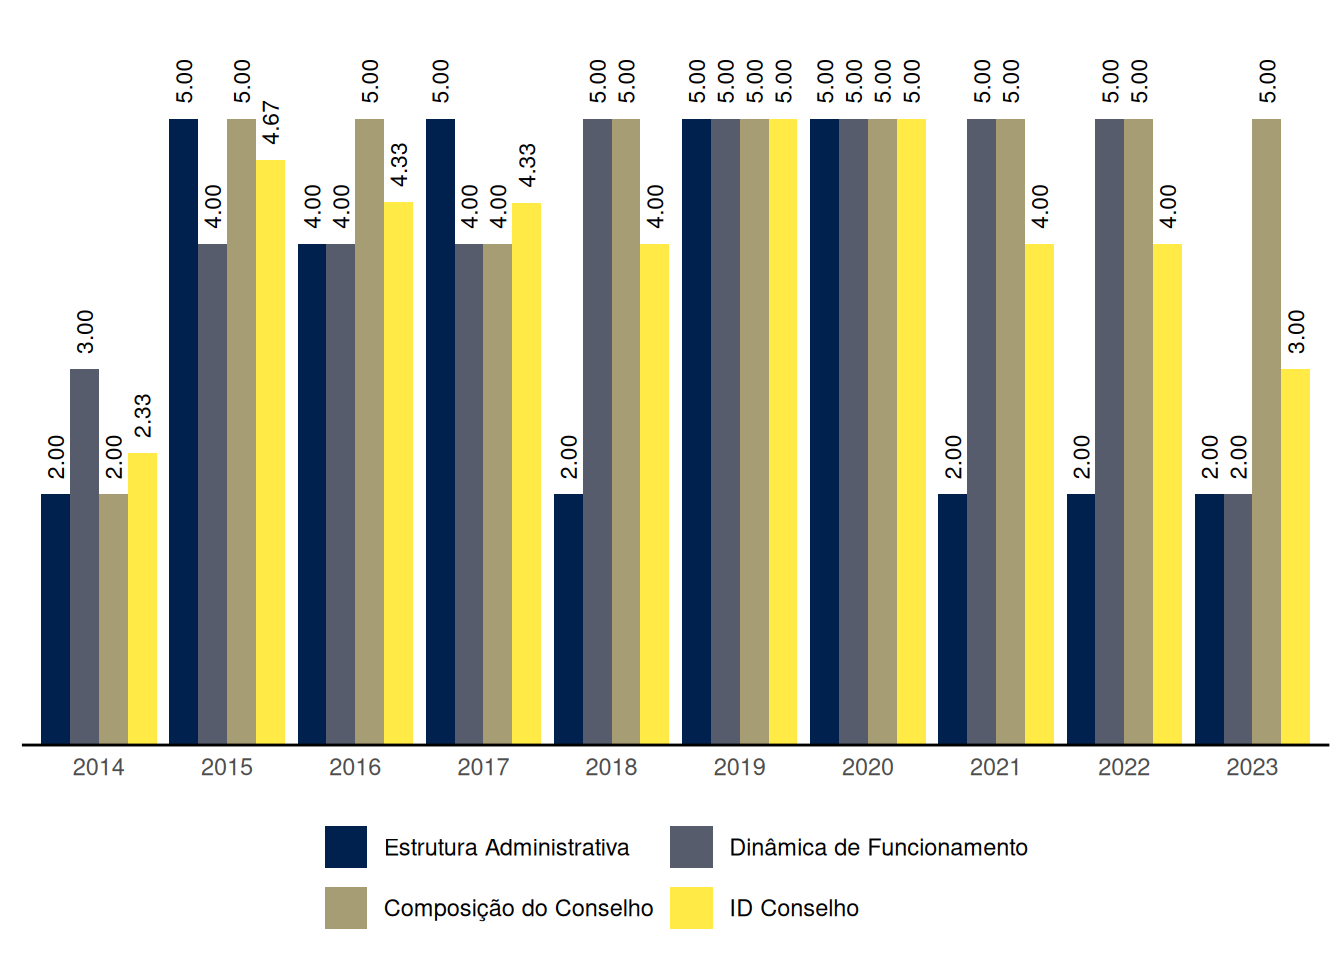 2.00 3.00 2.00 2.33 5.00 4.00 5.00 4.67 4.00 4.00 5.00 4.33 5.00 4.00 4.00 4.33 2.00 5.00 5.00 4.00 5.00 5.00 5.00 5.00 5.00 5.00 5.00 5.00 2.00 5.00 5.00 4.00 2.00 5.00 5.00 4.00 2.00 2.00 5.00 3.00
2014 2015 2016 2017 2018 2019 2020 2021 2022 2023
Estrutura Administrativa Dinâmica de Funcionamento
Composição do Conselho ID Conselho